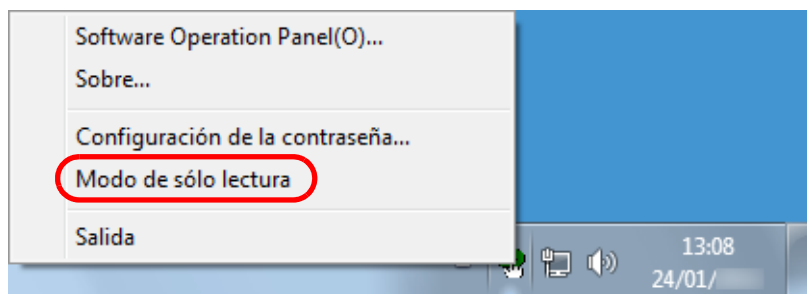 Software Operation Panel(O)...
Sobre...
Configuración de la contraseña...
Modo de sólo lectura
Salida
13:08
24/01/